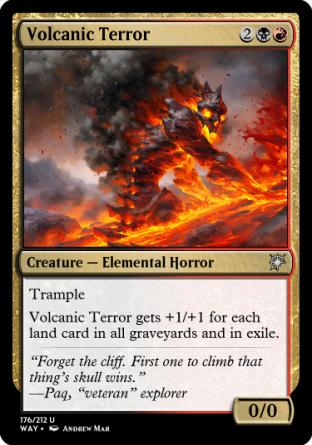 Volcanic Terror 2
Creature — Elemental Horror
Trample
Volcanic Terror gets +1/+1 for each
land card in all graveyards and in exile.
“Forget the cliff. First one to climb that
thing’s skull wins.”
—Paq, “veteran” explorer
0/0
176/212 U
WAY • Andrew Mar